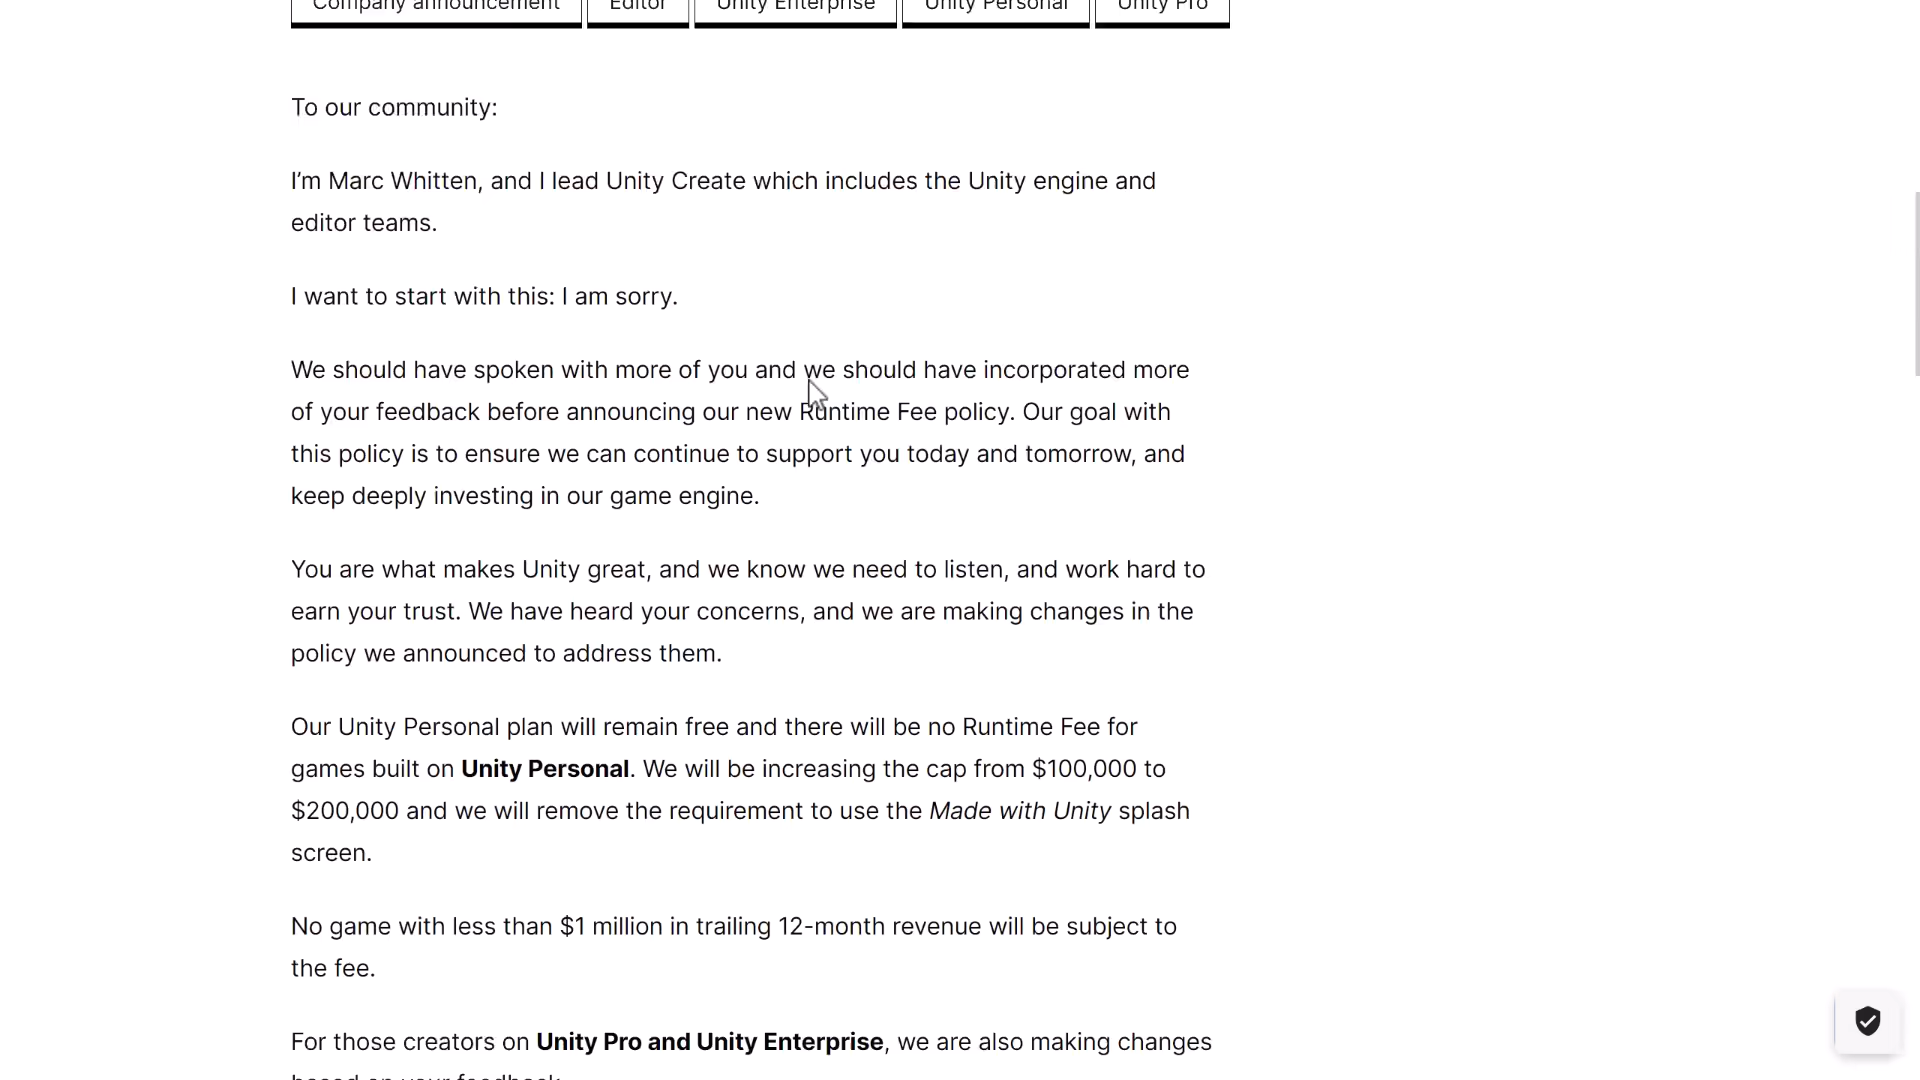 Company announcement Editor Unity Enterprise Unity Personal Unity Pro
To our community:
I’m Marc Whitten, and I lead Unity Create which includes the Unity engine and
editor teams.
I want to start with this: I am sorry.
We should have spoken with more of you and we should have incorporated more
of your feedback before announcing our new Runtime Fee policy. Our goal with
this policy is to ensure we can continue to support you today and tomorrow, and
keep deeply investing in our game engine.
You are what makes Unity great, and we know we need to listen, and work hard to
earn your trust. We have heard your concerns, and we are making changes in the
policy we announced to address them.
Our Unity Personal plan will remain free and there will be no Runtime Fee for
games built on Unity Personal. We will be increasing the cap from $100,000 to
$200,000 and we will remove the requirement to use the Made with Unity splash
screen.
No game with less than $1 million in trailing 12-month revenue will be subject to
the fee.
For those creators on Unity Pro and Unity Enterprise, we are also making changes
based on your feedback.